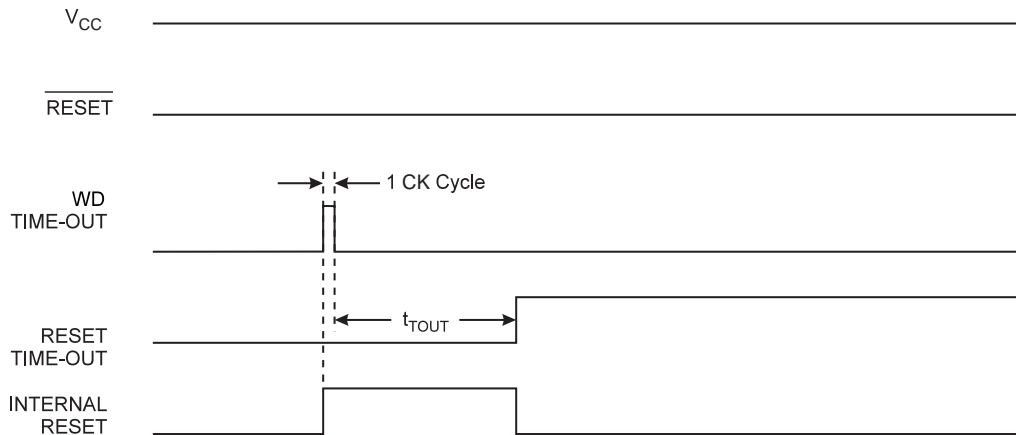 VCC
RESET
1 CK Cycle
WD
TIME-OUT
tTOUT
RESET
TIME-OUT
INTERNAL
RESET